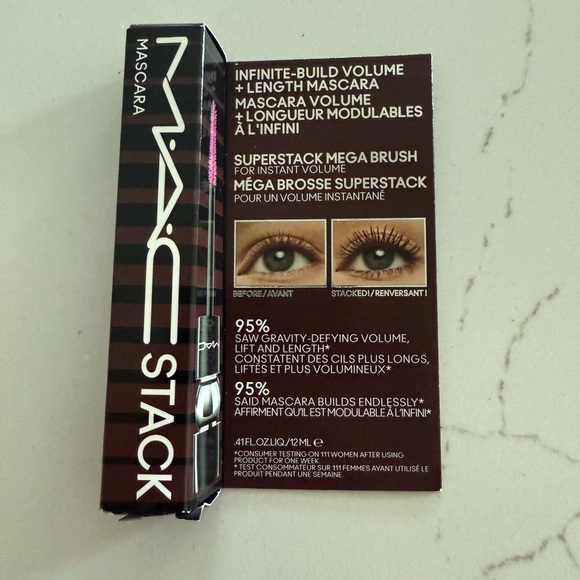 MASCARA
M·A·C STACK
MAC
INFINITE-BUILD VOLUME
+ LENGTH MASCARA
MASCARA VOLUME
+ LONGUEUR MODULABLES
À L'INFINI
SUPERSTACK MEGA BRUSH
FOR INSTANT VOLUME
MÉGA BROSSE SUPERSTACK
POUR UN VOLUME INSTANTANÉ
BEFORE / AVANT
STACKED! / RENVERSANT !
95%
SAW GRAVITY-DEFYING VOLUME,
LIFT AND LENGTH*
CONSTATENT DES CILS PLUS LONGS,
LIFTÉS ET PLUS VOLUMINEUX*
95%
SAID MASCARA BUILDS ENDLESSLY*
AFFIRMENT QU'IL EST MODULABLE À L'INFINI*
.41 FL.OZ.LIQ./12 ML ℮
*CONSUMER TESTING ON 111 WOMEN AFTER USING
PRODUCT FOR ONE WEEK.
*TEST CONSOMMATEUR SUR 111 FEMMES AYANT UTILISÉ LE
PRODUIT PENDANT UNE SEMAINE.